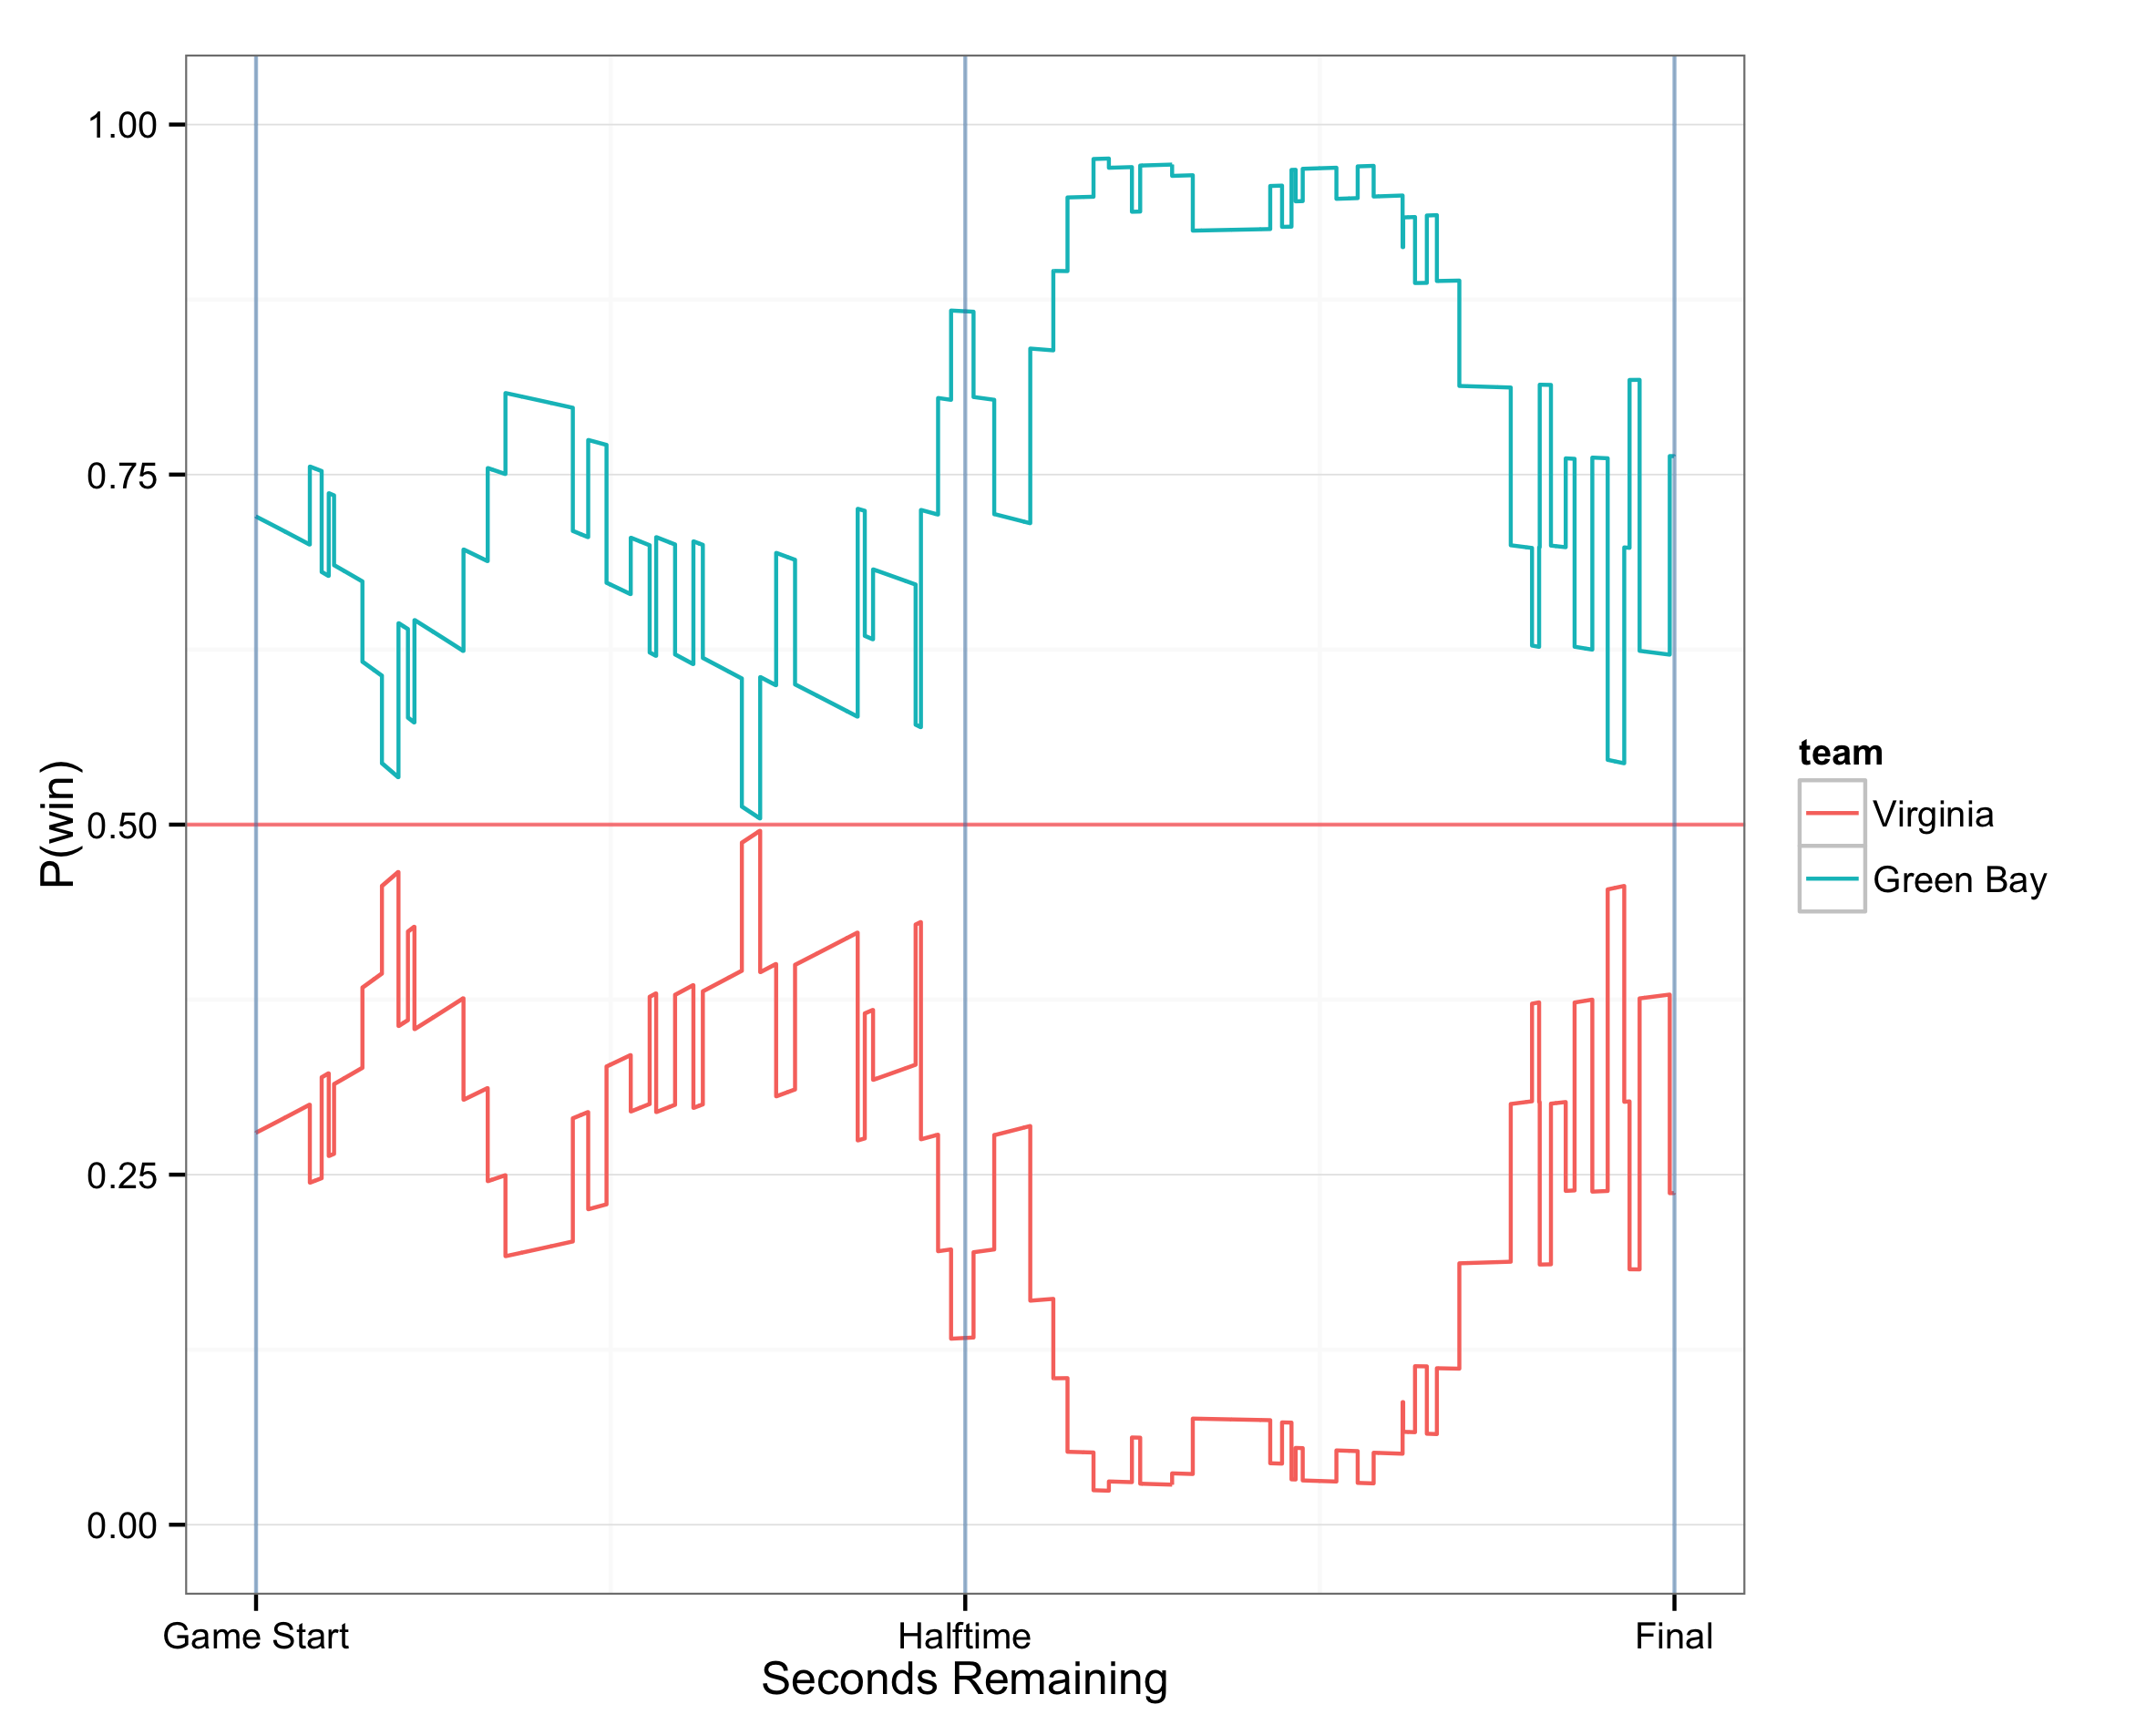 1.00
0.75
0.50
0.25
0.00
P(win)
Game Start
Halftime
Final
Seconds Remaining
team
Virginia
Green Bay